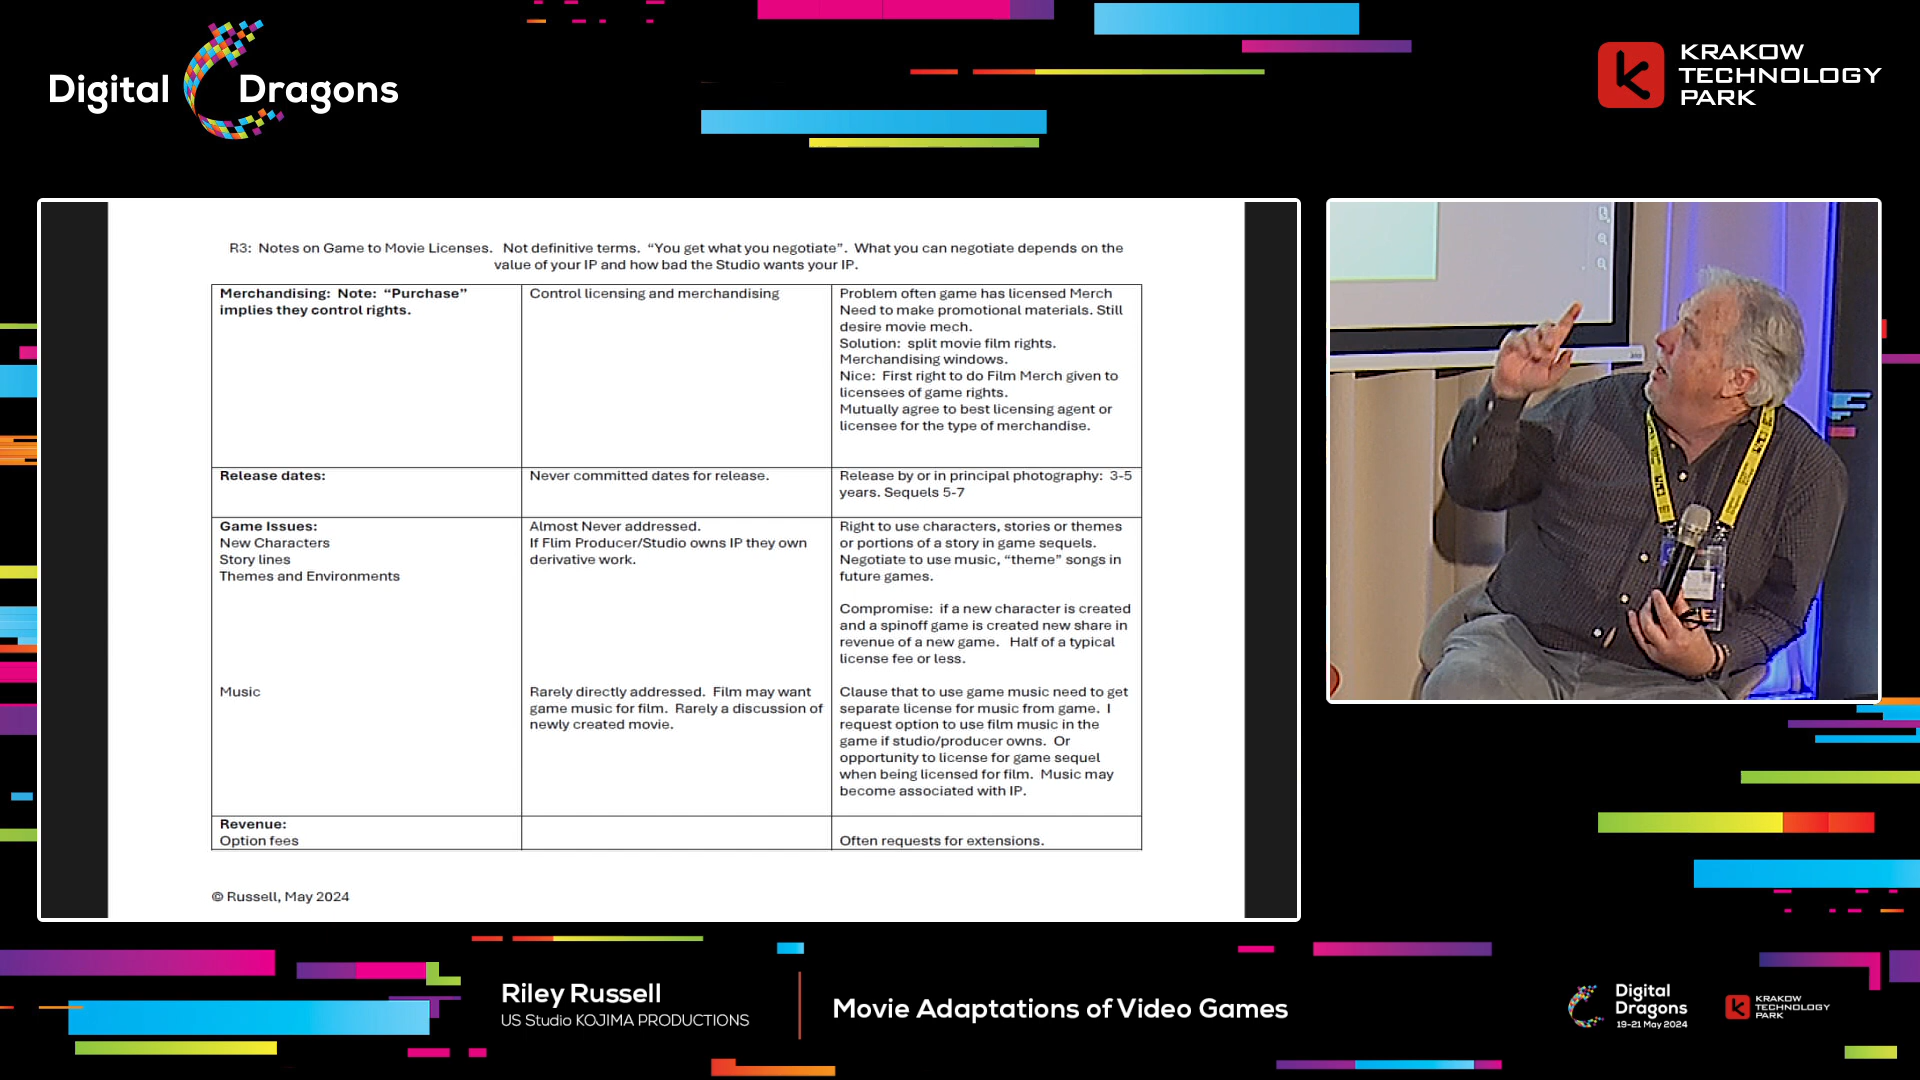 Digital Dragons
KRAKOW
TECHNOLOGY
PARK
R3: Notes on Game to Movie Licenses. Not definitive terms. “You get what you negotiate”. What you can negotiate depends on the
value of your IP and how bad the Studio wants your IP.
Merchandising: Note: “Purchase”
implies they control rights.
Control licensing and merchandising
Problem often game has licensed Merch
Need to make promotional materials. Still
desire movie mech.
Solution: split movie film rights.
Merchandising windows.
Nice: First right to do Film Merch given to
licensees of game rights.
Mutually agree to best licensing agent or
licensee for the type of merchandise.
Release dates:
Never committed dates for release.
Release by or in principal photography: 3-5
years. Sequels 5-7
Game Issues:
New Characters
Story lines
Themes and Environments
Almost Never addressed.
If Flim Producer/Studio owns IP they own
derivative work.
Right to use characters, stories or themes
or portions of a story in game sequels.
Negotiate to use music, “theme” songs in
future games.
Compromise: if a new character is created
and a spinoff game is created new share in
revenue of a new game. Half of a typical
license fee or less.
Music
Rarely directly addressed. Film may want
game music for film. Rarely a discussion of
newly created movie.
Clause that to use game music need to get
separate license for music from game. I
request option to use film music in the
game if studio/producer owns. Or
opportunity to license for game sequel
when being licensed for film. Music may
become associated with IP.
Revenue:
Option fees
Often requests for extensions.
© Russell, May 2024
Riley Russell
US Studio KOJIMA PRODUCTIONS
Movie Adaptations of Video Games
Digital
Dragons
19-21 May 2024
KRAKOW
TECHNOLOGY
PARK